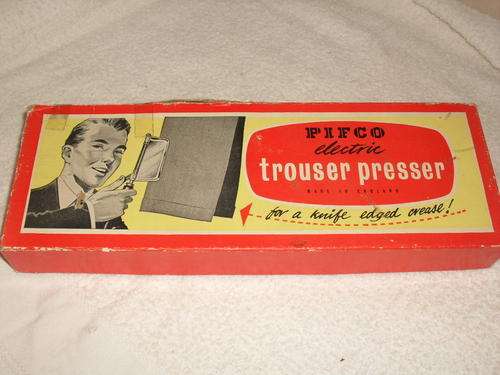 PIFCO
electric
trouser presser
MADE IN ENGLAND
for a knife edged crease!